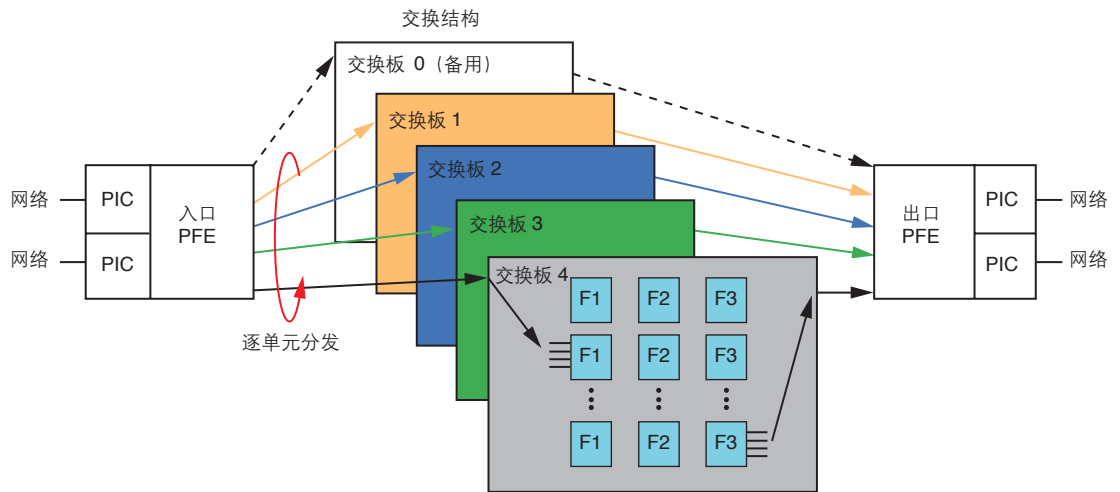 交换结构
交换板 0（备用）
交换板 1
交换板 2
交换板 3
交换板 4
网络
网络
PIC
PIC
入口
PFE
逐单元分发
F1 F2 F3
F1 F2 F3
F1 F2 F3
出口
PFE
PIC
PIC
网络
网络